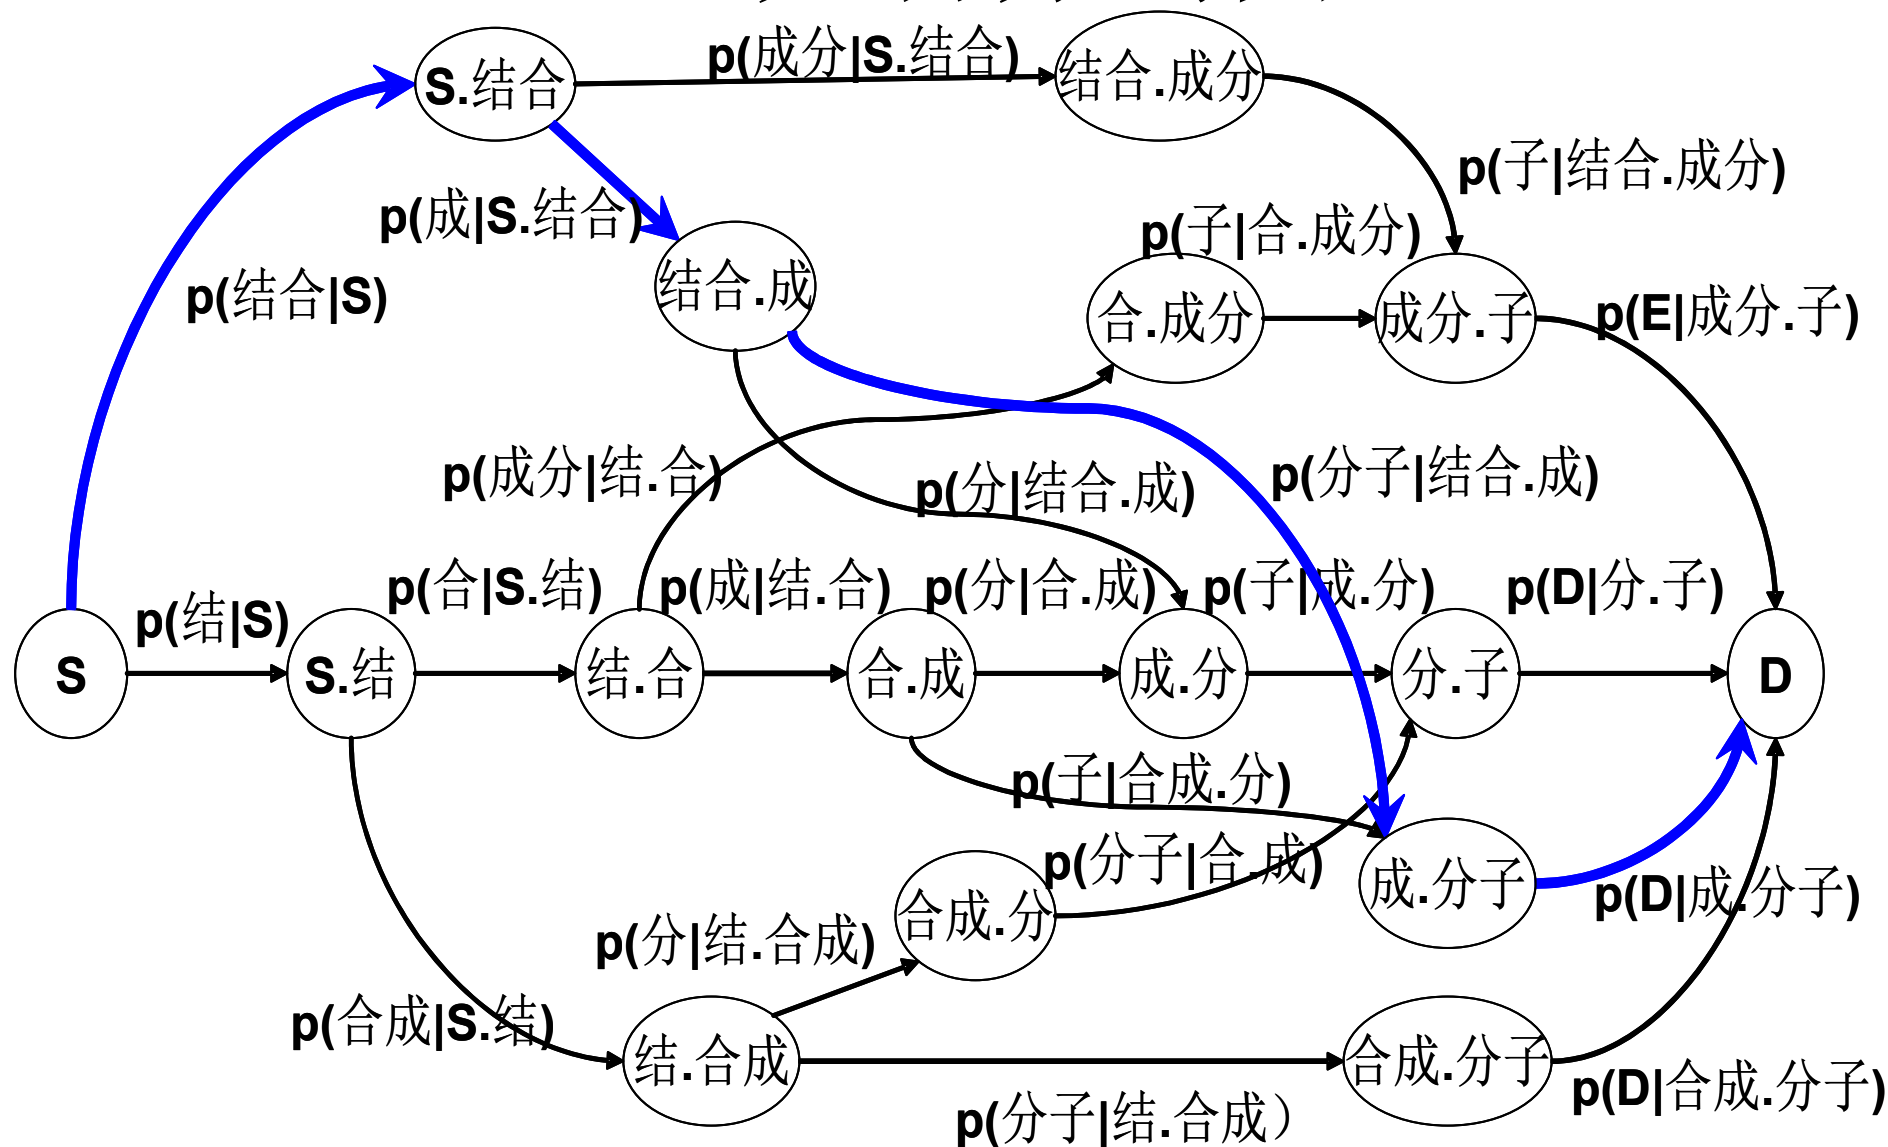 p(成分|S.结合)
S.结合
结合.成分
p(子|结合.成分)
p(成|S.结合)
p(子|合.成分)
p(结合|S)
结合.成
合.成分
成分.子
p(E|成分.子)
p(成分|结.合)
p(分|结合.成)
p(分子|结合.成)
p(结|S)
p(合|S.结)
p(成|结.合)
p(分|合.成)
p(子|成.分)
p(D|分.子)
S
S.结
结.合
合.成
成.分
分.子
D
p(子|合成.分)
p(分子|合.成)
成.分子
p(D|成.分子)
合成.分
p(分|结.合成)
p(合成|S.结)
结.合成
合成.分子
p(D|合成.分子)
p(分子|结.合成）